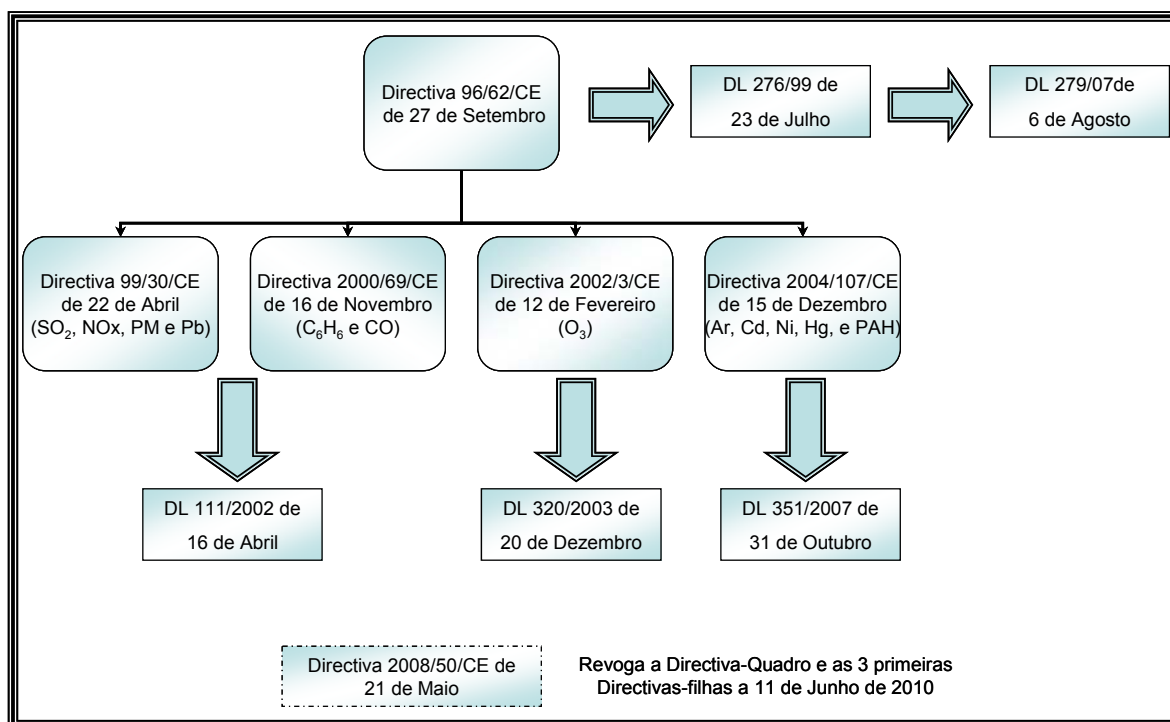 Directiva 96/62/CE
de 27 de Setembro
DL 276/99 de
23 de Julho
DL 279/07de
6 de Agosto
Directiva 99/30/CE
de 22 de Abril
(SO₂, NOx, PM e Pb)
Directiva 2000/69/CE
de 16 de Novembro
(C₆H₆ e CO)
Directiva 2002/3/CE
de 12 de Fevereiro
(O₃)
Directiva 2004/107/CE
de 15 de Dezembro
(Ar, Cd, Ni, Hg, e PAH)
DL 111/2002 de
16 de Abril
DL 320/2003 de
20 de Dezembro
DL 351/2007 de
31 de Outubro
Directiva 2008/50/CE de
21 de Maio
Revoga a Directiva-Quadro e as 3 primeiras
Directivas-filhas a 11 de Junho de 2010